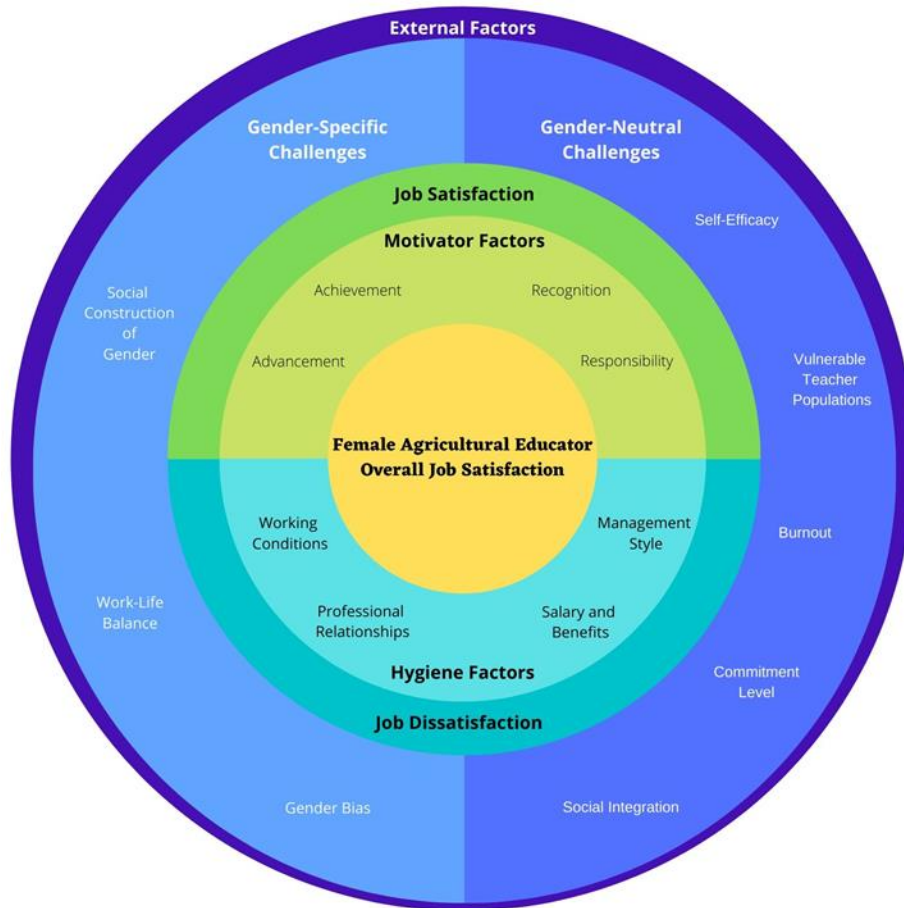 External Factors
Gender-Specific
Challenges
Gender-Neutral
Challenges
Job Satisfaction
Self-Efficacy
Motivator Factors
Achievement
Recognition
Social
Construction
of
Gender
Advancement
Responsibility
Vulnerable
Teacher
Populations
Female Agricultural Educator
Overall Job Satisfaction
Working
Conditions
Management
Style
Burnout
Work-Life
Balance
Professional
Relationships
Salary and
Benefits
Hygiene Factors
Commitment
Level
Job Dissatisfaction
Gender Bias
Social Integration